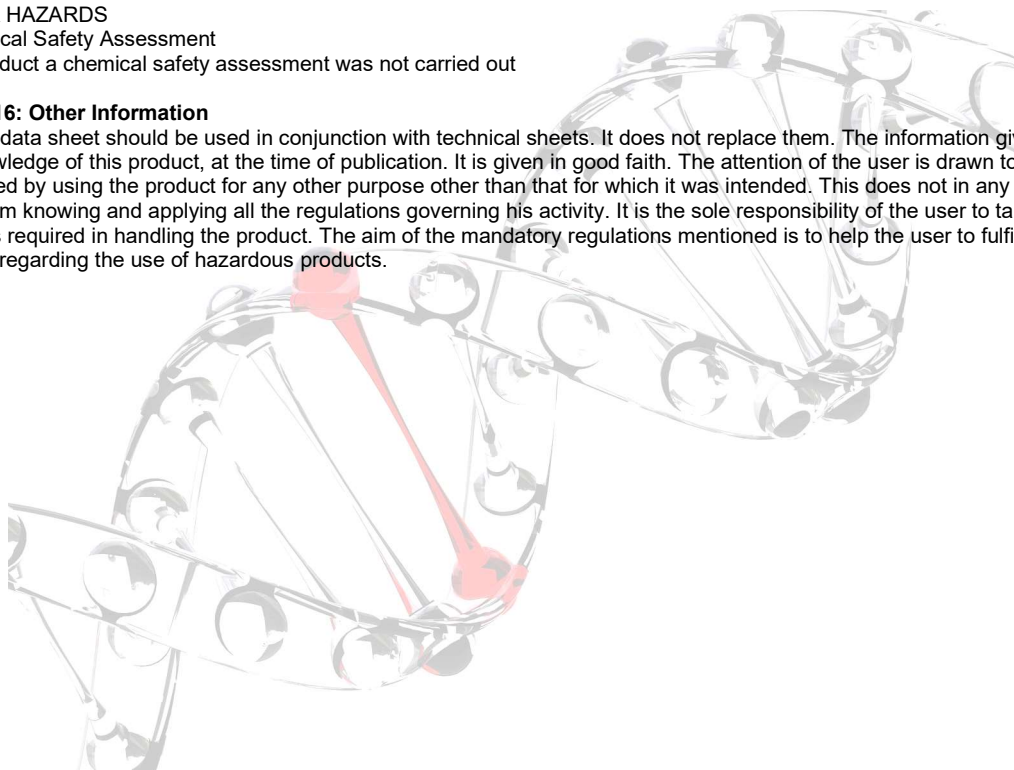 HAZARDS
cal Safety Assessment
duct a chemical safety assessment was not carried out
6: Other Information
data sheet should be used in conjunction with technical sheets. It does not replace them. The information gi
wledge of this product, at the time of publication. It is given in good faith. The attention of the user is drawn to
ed by using the product for any other purpose other than that for which it was intended. This does not in any
m knowing and applying all the regulations governing his activity. It is the sole responsibility of the user to ta
s required in handling the product. The aim of the mandatory regulations mentioned is to help the user to fulfi
regarding the use of hazardous products.